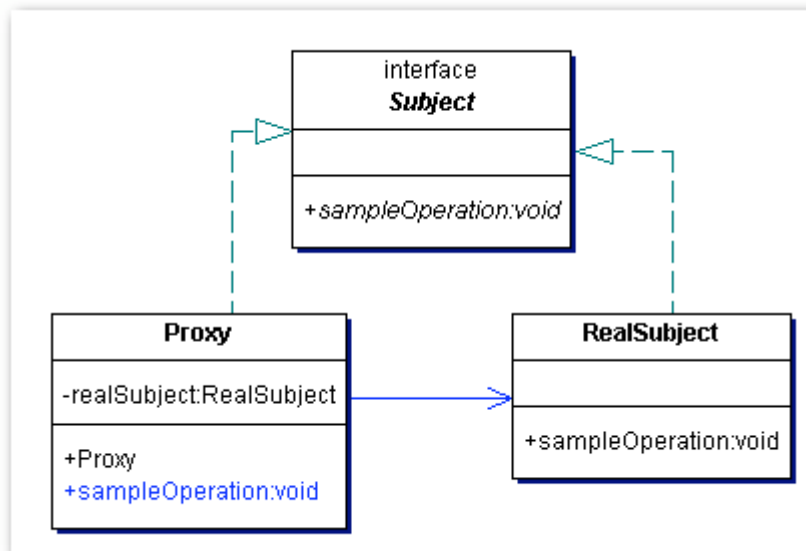 interface
Subject
+sampleOperation:void
Proxy
-realSubject:RealSubject
+Proxy
+sampleOperation:void
RealSubject
+sampleOperation:void